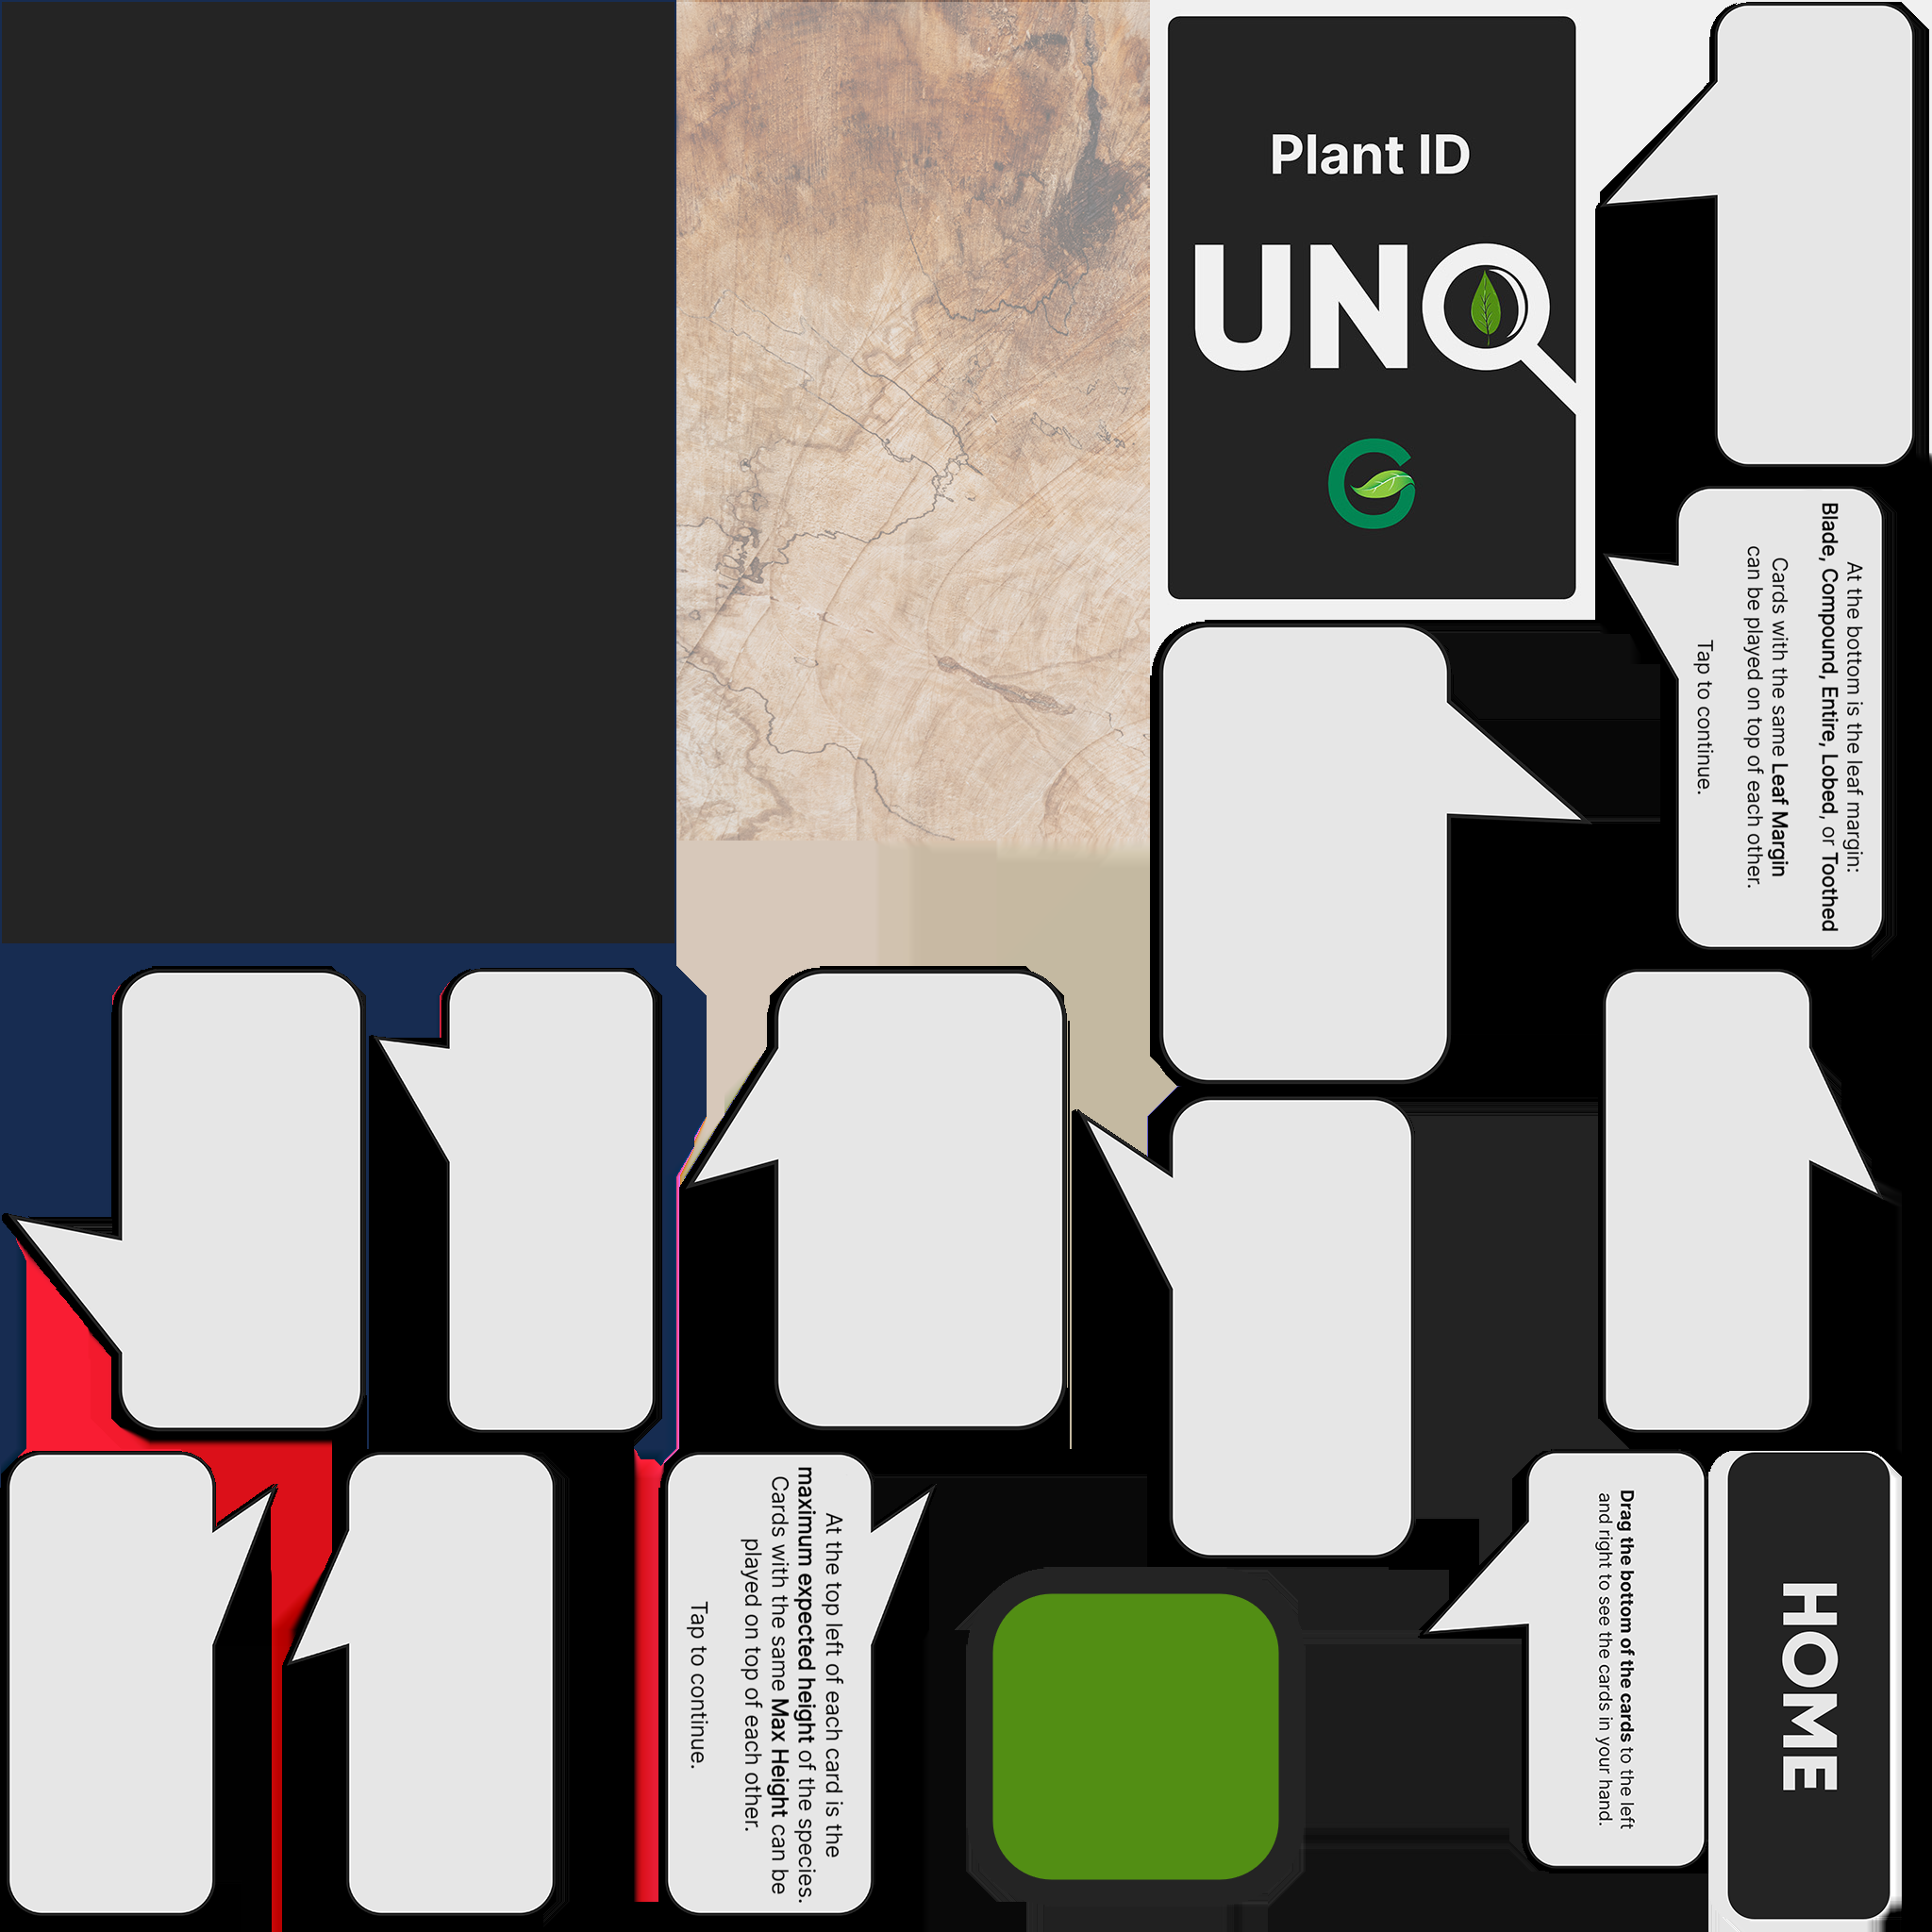 Plant ID
UNO
At the bottom is the leaf margin:
Blade, Compound, Entire, Lobed, or Toothed
Cards with the same Leaf Margin
can be played on top of each other.
Tap to continue.
At the top left of each card is the
maximum expected height of the species.
Cards with the same Max Height can be
played on top of each other.
Tap to continue.
Drag the bottom of the cards to the left
and right to see the cards in your hand.
HOME